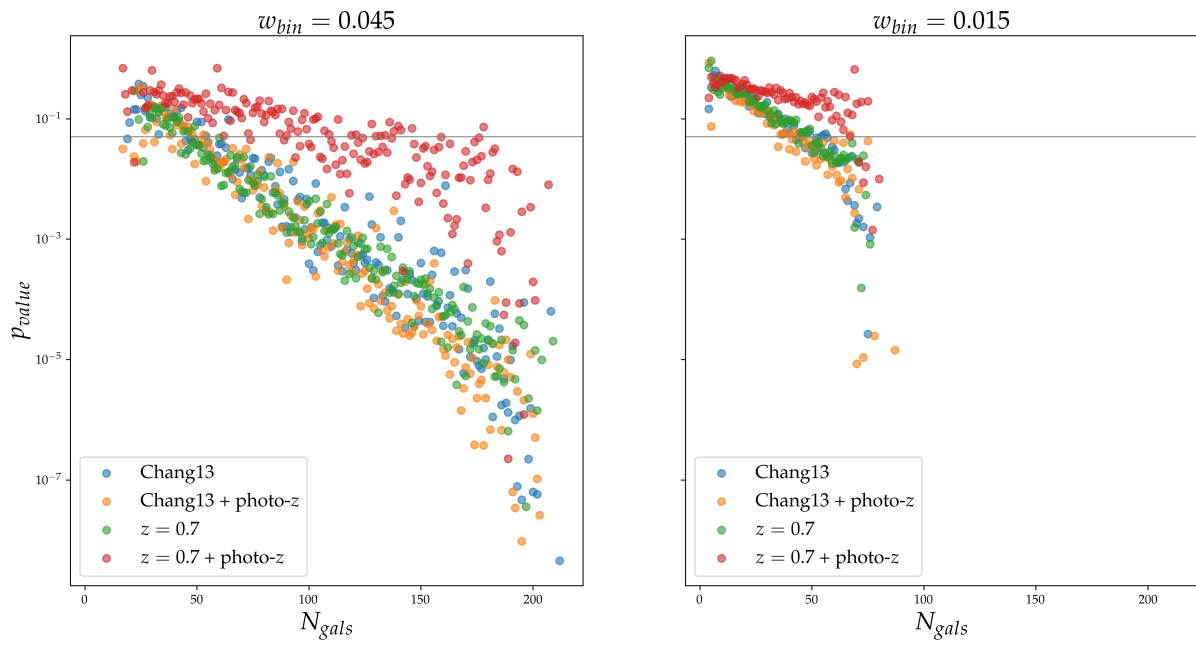 w_bin = 0.045
w_bin = 0.015
p_value
10⁻¹
10⁻³
10⁻⁵
10⁻⁷
Chang13
Chang13 + photo-z
z = 0.7
z = 0.7 + photo-z
Chang13
Chang13 + photo-z
z = 0.7
z = 0.7 + photo-z
0 50 100 150 200
0 50 100 150 200
N_gals
N_gals